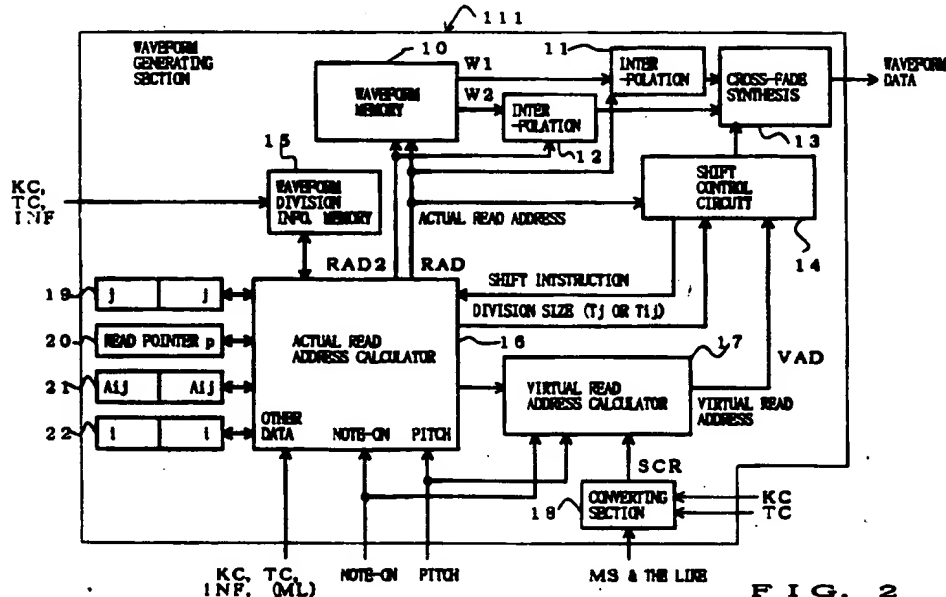 111
WAVEFORM
GENERATING
SECTION
10
WAVEFORM
MEMORY
W1
W2
11
INTER
-POLATION
INTER
-POLATION
12
CROSS-FADE
SYNTHESIS
13
WAVEFORM
DATA
15
WAVEFORM
DIVISION
INFO. MEMORY
KC,
TC,
INF
SHIFT
CONTROL
CIRCUIT
14
ACTUAL READ ADDRESS
RAD2
RAD
SHIFT INTSTRUCTION
DIVISION SIZE (Tj OR Tij)
19
j
j
20
READ POINTER p
21
Aij
Aij
22
i
i
ACTUAL READ
ADDRESS CALCULATOR
16
OTHER
DATA
NOTE-ON
PITCH
17
VIRTUAL READ
ADDRESS CALCULATOR
VAD
VIRTUAL READ
ADDRESS
SCR
18
CONVERTING
SECTION
KC
TC
KC, TC,
INF, (ML)
NOTE-ON
PITCH
MS & THE LIKE
FIG. 2